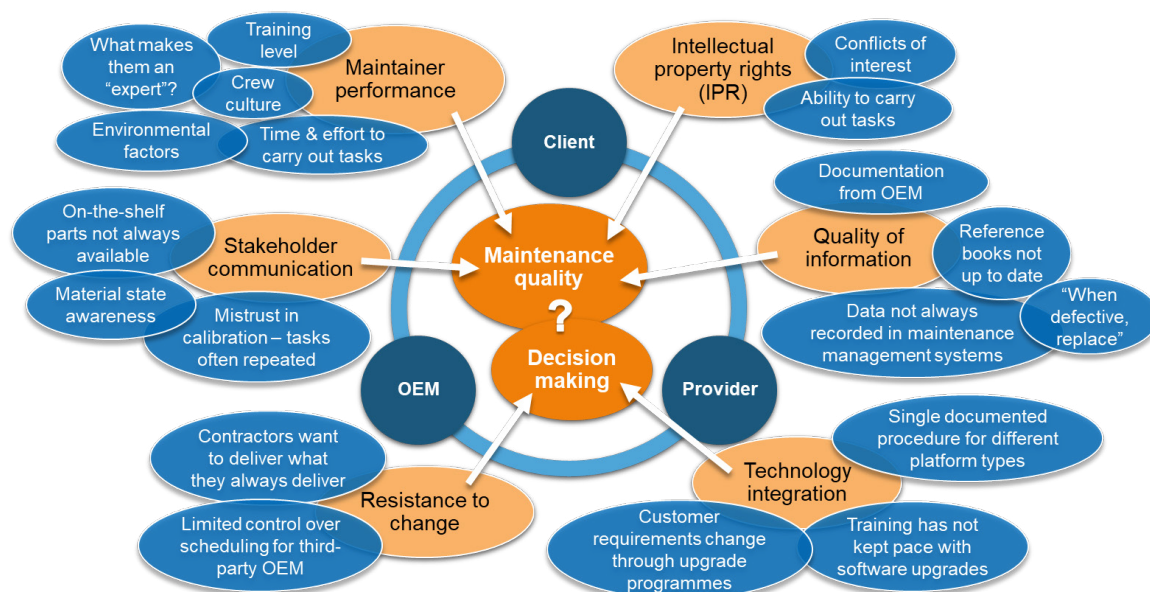 What makes
them an
“expert”?
Training
level
Crew
culture
Environmental
factors
Time & effort to
carry out tasks
Maintainer
performance
Intellectual
property rights
(IPR)
Conflicts of
interest
Ability to carry
out tasks
Client
Documentation
from OEM
On-the-shelf
parts not always
available
Stakeholder
communication
Material state
awareness
Mistrust in
calibration – tasks
often repeated
Maintenance
quality
?
Decision
making
Quality of
information
Reference
books not
up to date
“When
defective,
replace”
Data not always
recorded in maintenance
management systems
OEM
Provider
Contractors want
to deliver what
they always deliver
Resistance to
change
Limited control over
scheduling for third-
party OEM
Single documented
procedure for different
platform types
Technology
integration
Customer
requirements change
through upgrade
programmes
Training has not
kept pace with
software upgrades